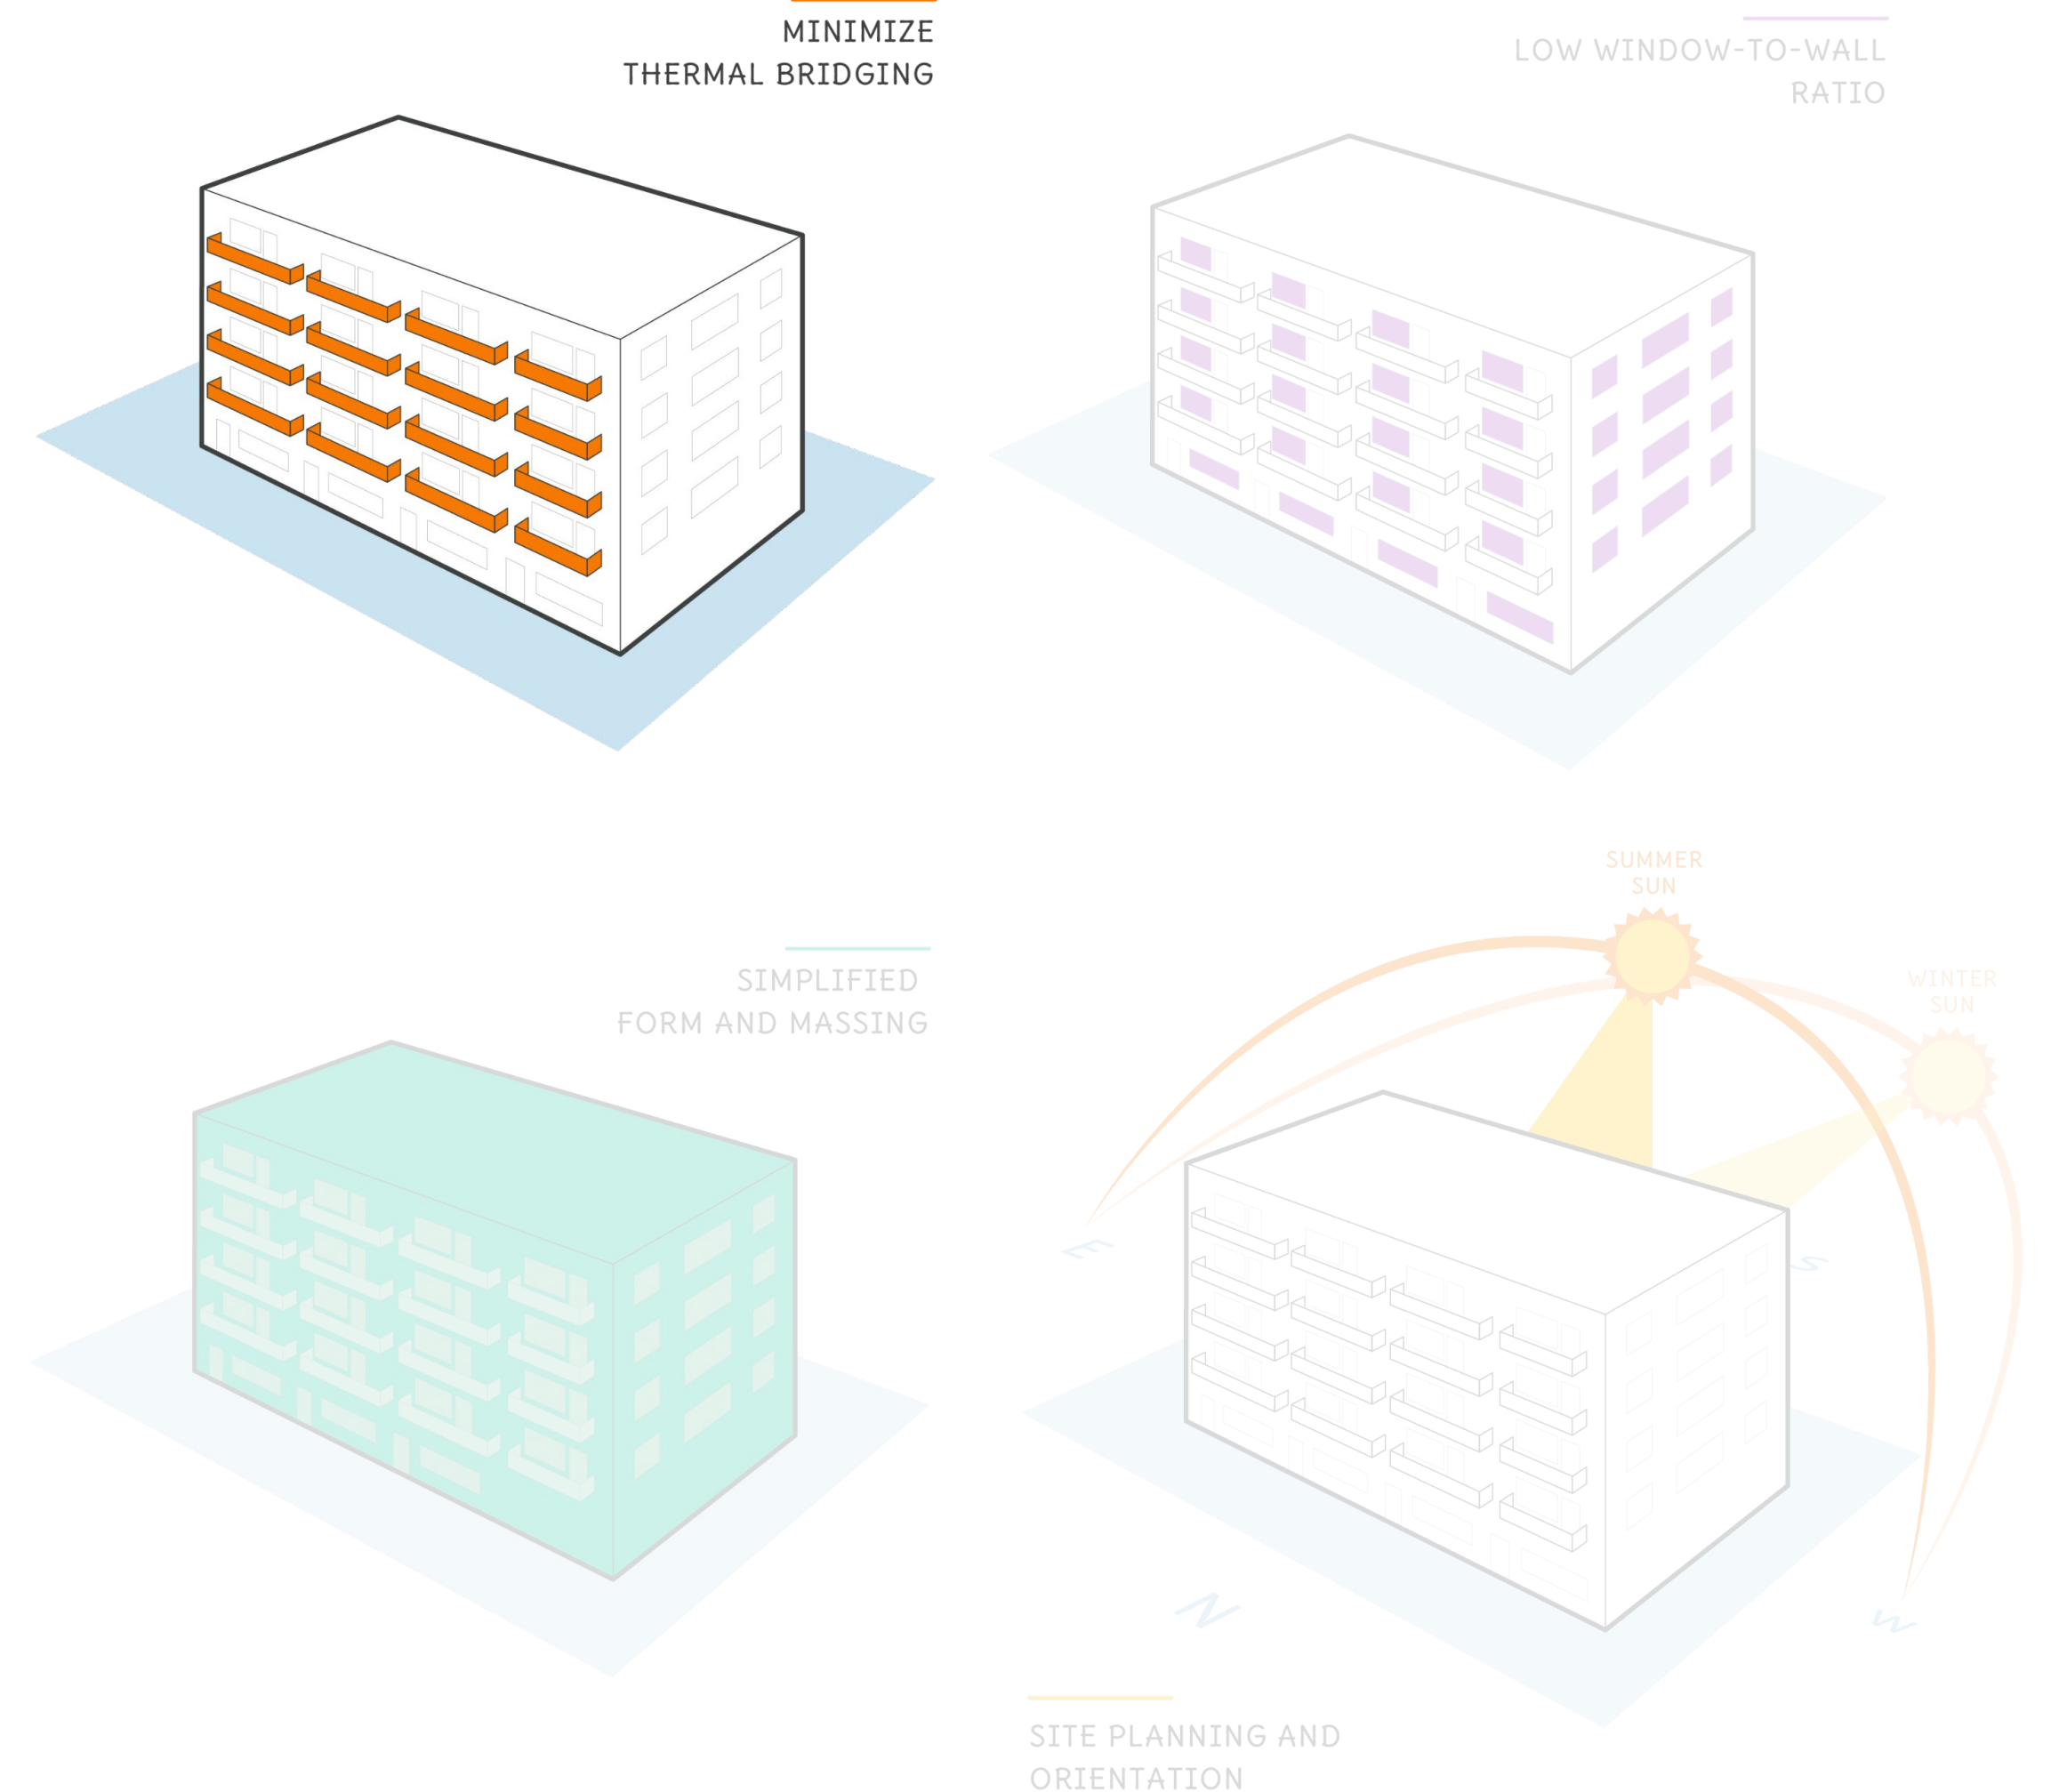 MINIMIZE
THERMAL BRIDGING
LOW WINDOW-TO-WALL
RATIO
SIMPLIFIED
FORM AND MASSING
SUMMER
SUN
WINTER
SUN
E
S
N
W
SITE PLANNING AND
ORIENTATION